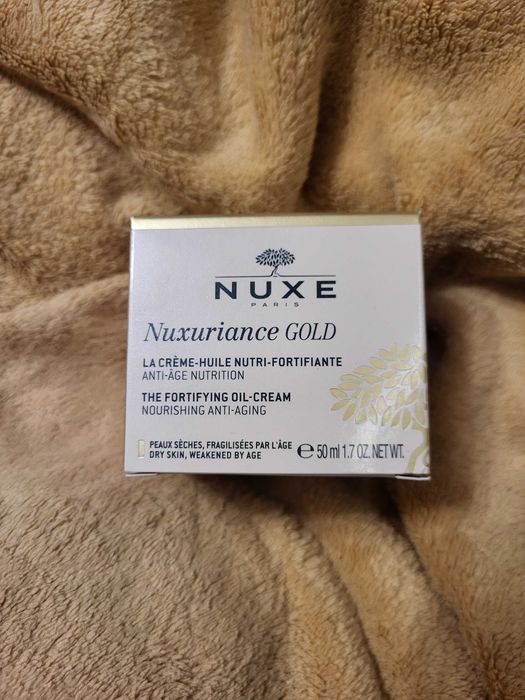 NUXE
PARIS
Nuxuriance GOLD
LA CRÈME-HUILE NUTRI-FORTIFIANTE
ANTI-ÂGE NUTRITION
THE FORTIFYING OIL-CREAM
NOURISHING ANTI-AGING
PEAUX SÈCHES, FRAGILISÉES PAR L'ÂGE
DRY SKIN, WEAKENED BY AGE
℮ 50 ml 1.7 OZ. NET WT.